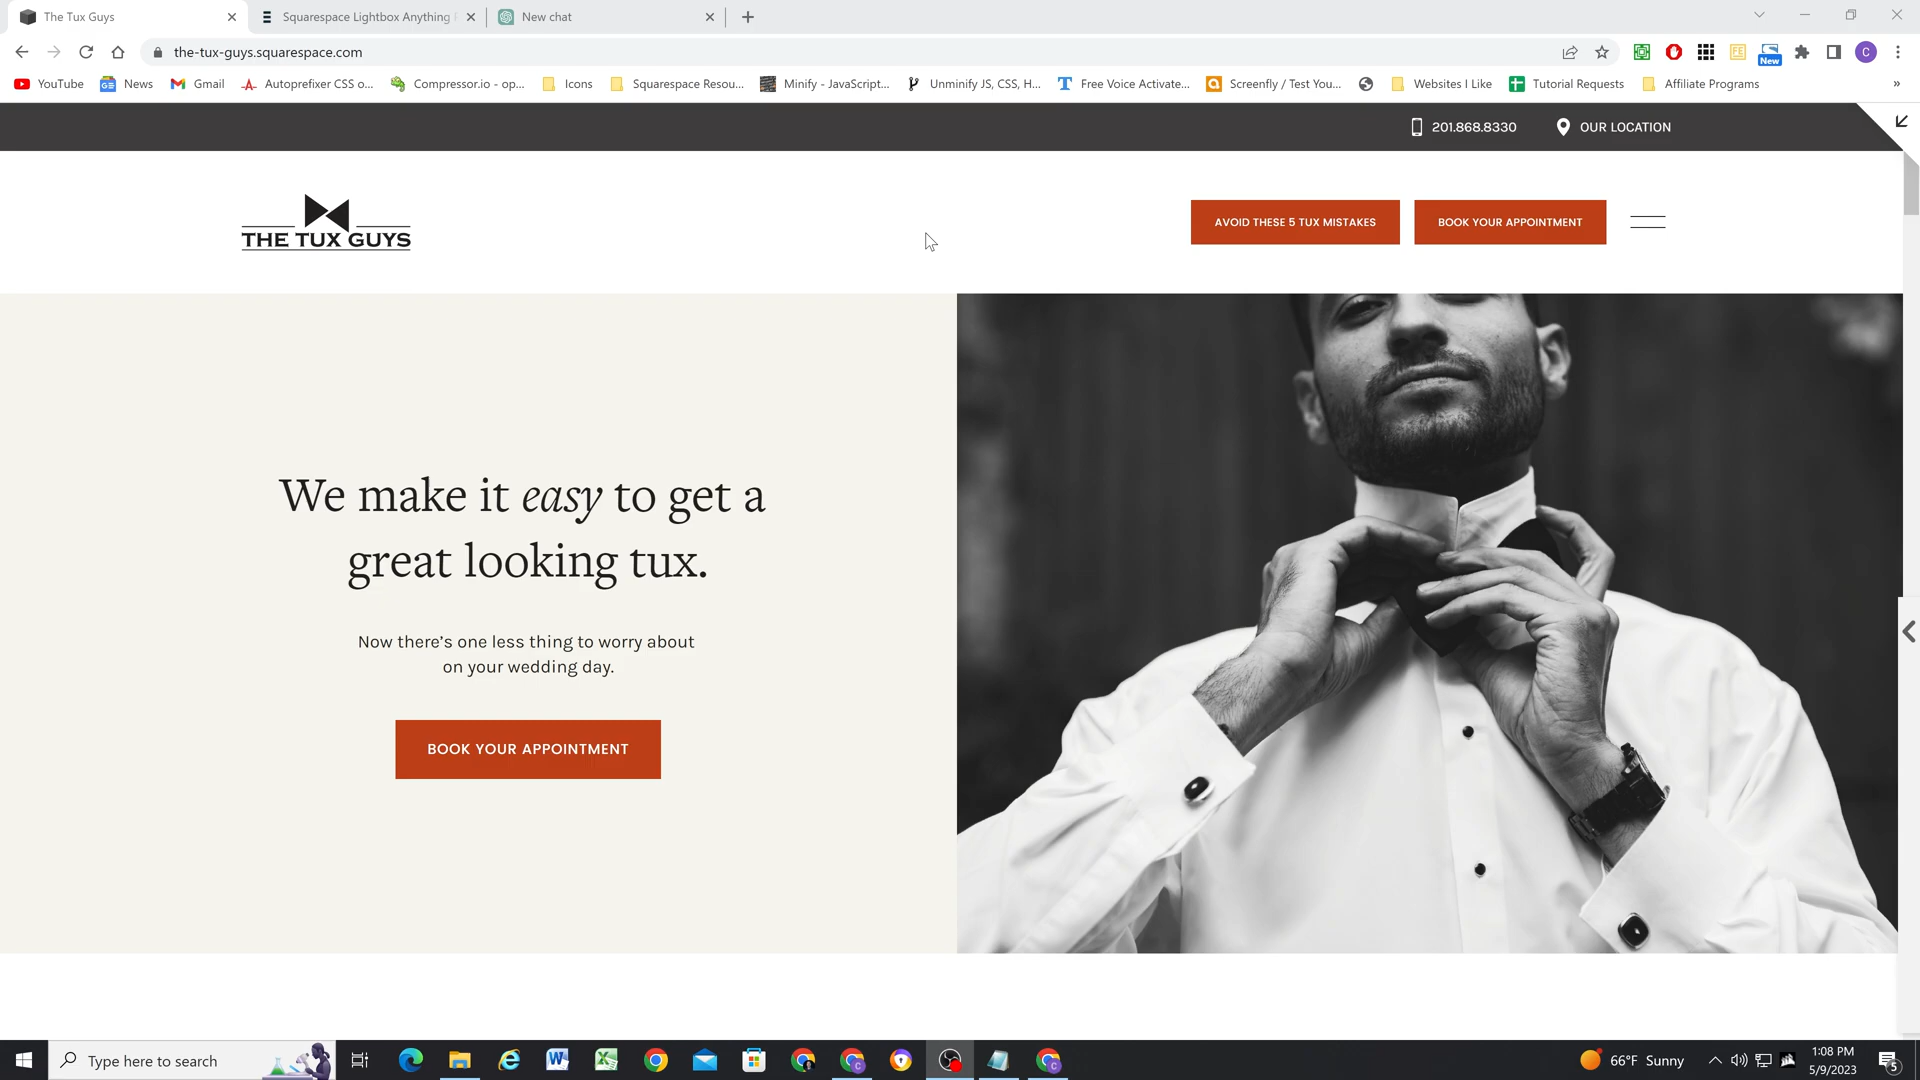 The Tux Guys
Squarespace Lightbox Anything
New chat
the-tux-guys.squarespace.com
New
C
YouTube
News
Gmail
Autoprefixer CSS o...
Compressor.io - op...
Icons
Squarespace Resou...
Minify - JavaScript...
Unminify JS, CSS, H...
Free Voice Activate...
Screenfly / Test You...
Websites I Like
Tutorial Requests
Affiliate Programs
»
201.868.8330
OUR LOCATION
THE TUX GUYS
AVOID THESE 5 TUX MISTAKES
BOOK YOUR APPOINTMENT
We make it easy to get a
great looking tux.
Now there’s one less thing to worry about
on your wedding day.
BOOK YOUR APPOINTMENT
Type here to search
66°F Sunny
1:08 PM
5/9/2023
5